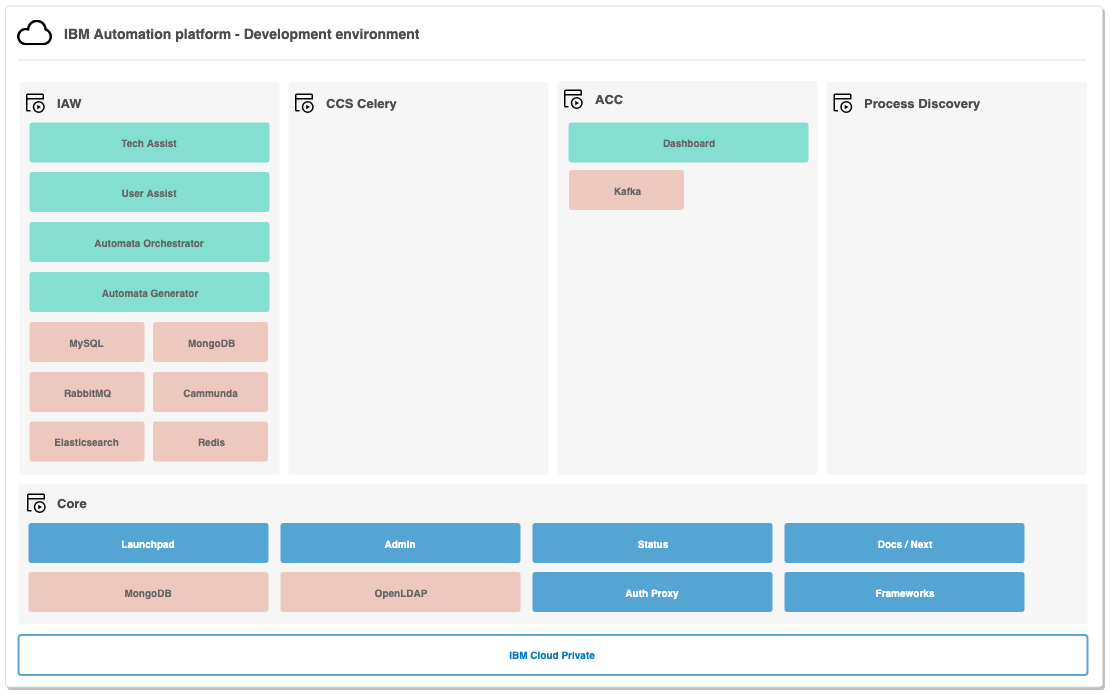 IBM Automation platform - Development environment
IAW
Tech Assist
User Assist
Automata Orchestrator
Automata Generator
MySQL MongoDB
RabbitMQ Cammunda
Elasticsearch Redis
CCS Celery
ACC
Dashboard
Kafka
Process Discovery
Core
Launchpad Admin Status Docs / Next
MongoDB OpenLDAP Auth Proxy Frameworks
IBM Cloud Private